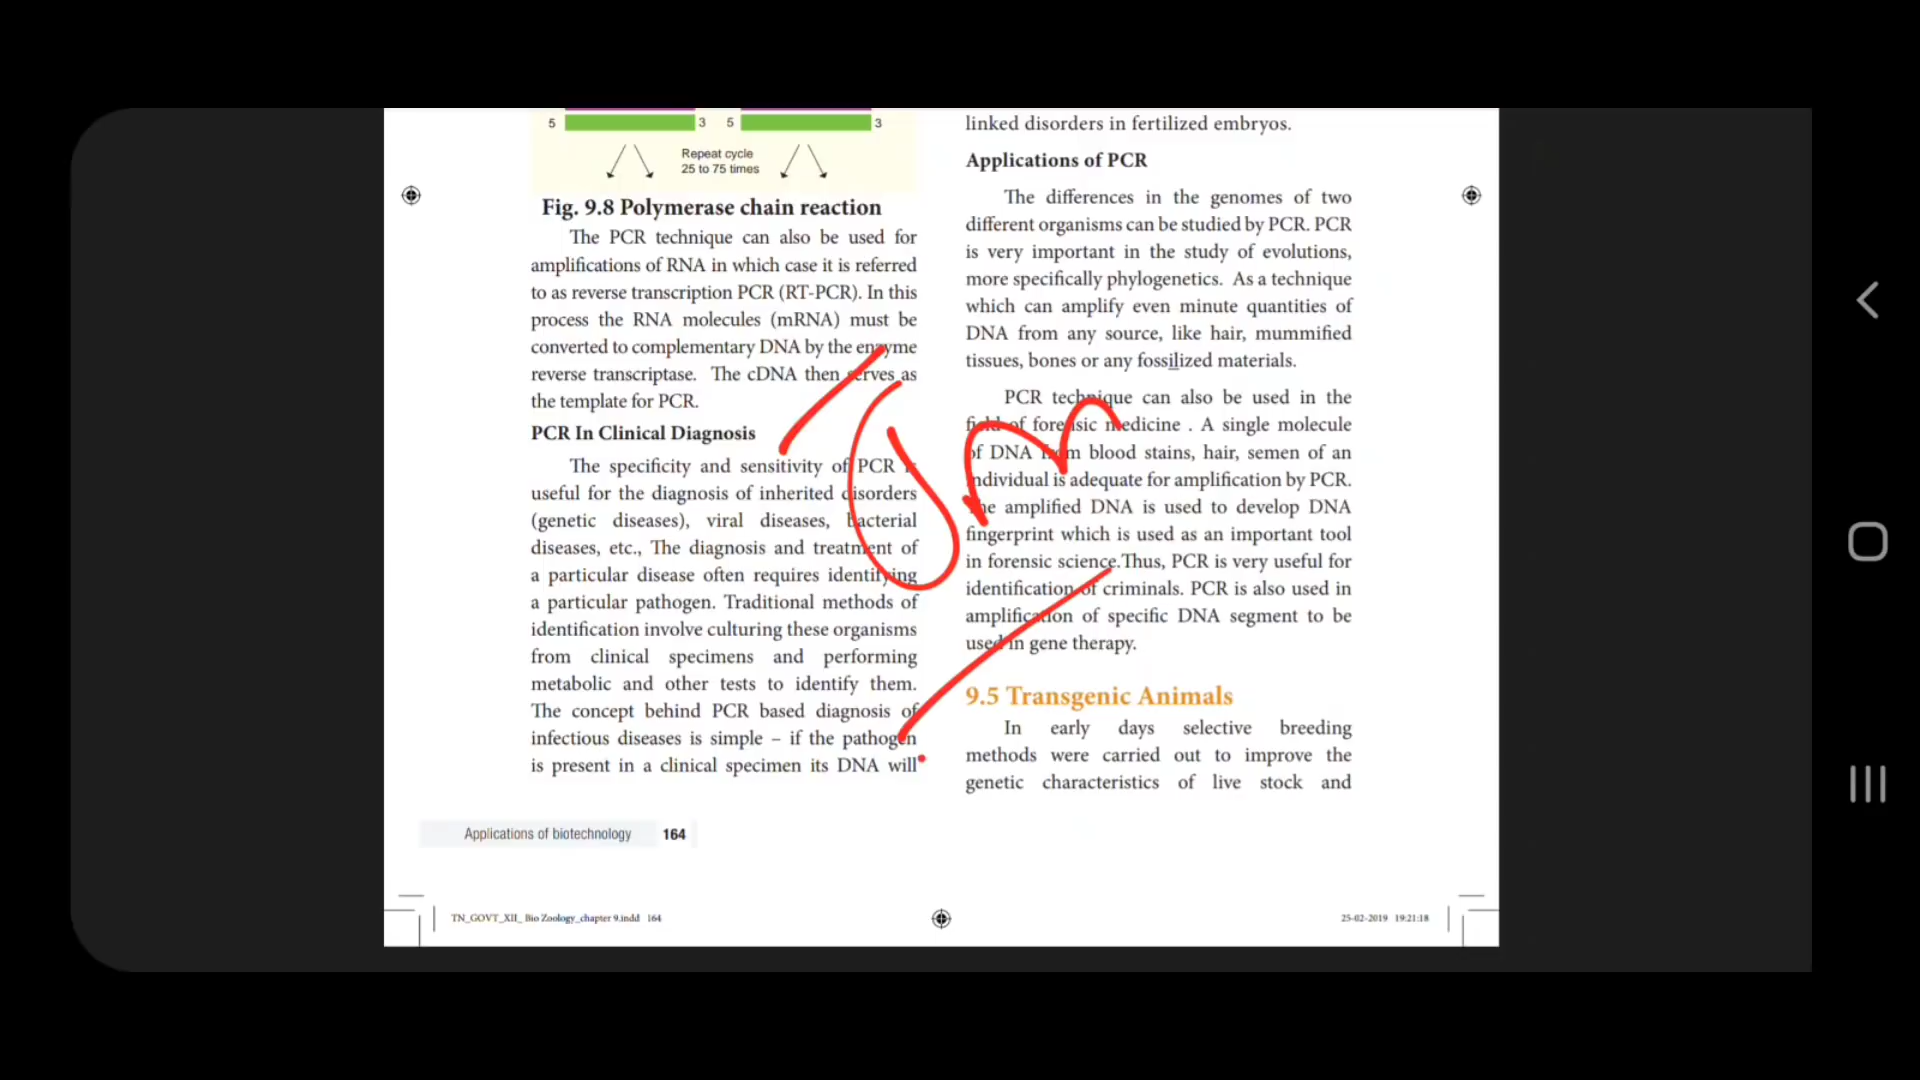 5 3 5 3
Repeat cycle
25 to 75 times
Fig. 9.8 Polymerase chain reaction
The PCR technique can also be used for
amplifications of RNA in which case it is referred
to as reverse transcription PCR (RT-PCR). In this
process the RNA molecules (mRNA) must be
converted to complementary DNA by the enzyme
reverse transcriptase. The cDNA then serves as
the template for PCR.
PCR In Clinical Diagnosis
The specificity and sensitivity of PCR is
useful for the diagnosis of inherited disorders
(genetic diseases), viral diseases, bacterial
diseases, etc., The diagnosis and treatment of
a particular disease often requires identifying
a particular pathogen. Traditional methods of
identification involve culturing these organisms
from clinical specimens and performing
metabolic and other tests to identify them.
The concept behind PCR based diagnosis of
infectious diseases is simple – if the pathogen
is present in a clinical specimen its DNA will
linked disorders in fertilized embryos.
Applications of PCR
The differences in the genomes of two
different organisms can be studied by PCR. PCR
is very important in the study of evolutions,
more specifically phylogenetics. As a technique
which can amplify even minute quantities of
DNA from any source, like hair, mummified
tissues, bones or any fossilized materials.
PCR technique can also be used in the
field of forensic medicine . A single molecule
of DNA from blood stains, hair, semen of an
individual is adequate for amplification by PCR.
The amplified DNA is used to develop DNA
fingerprint which is used as an important tool
in forensic science.Thus, PCR is very useful for
identification of criminals. PCR is also used in
amplification of specific DNA segment to be
used in gene therapy.
9.5 Transgenic Animals
In early days selective breeding
methods were carried out to improve the
genetic characteristics of live stock and
Applications of biotechnology 164
TN_GOVT_XII_ Bio Zoology_chapter 9.indd 164
25-02-2019 19:21:18